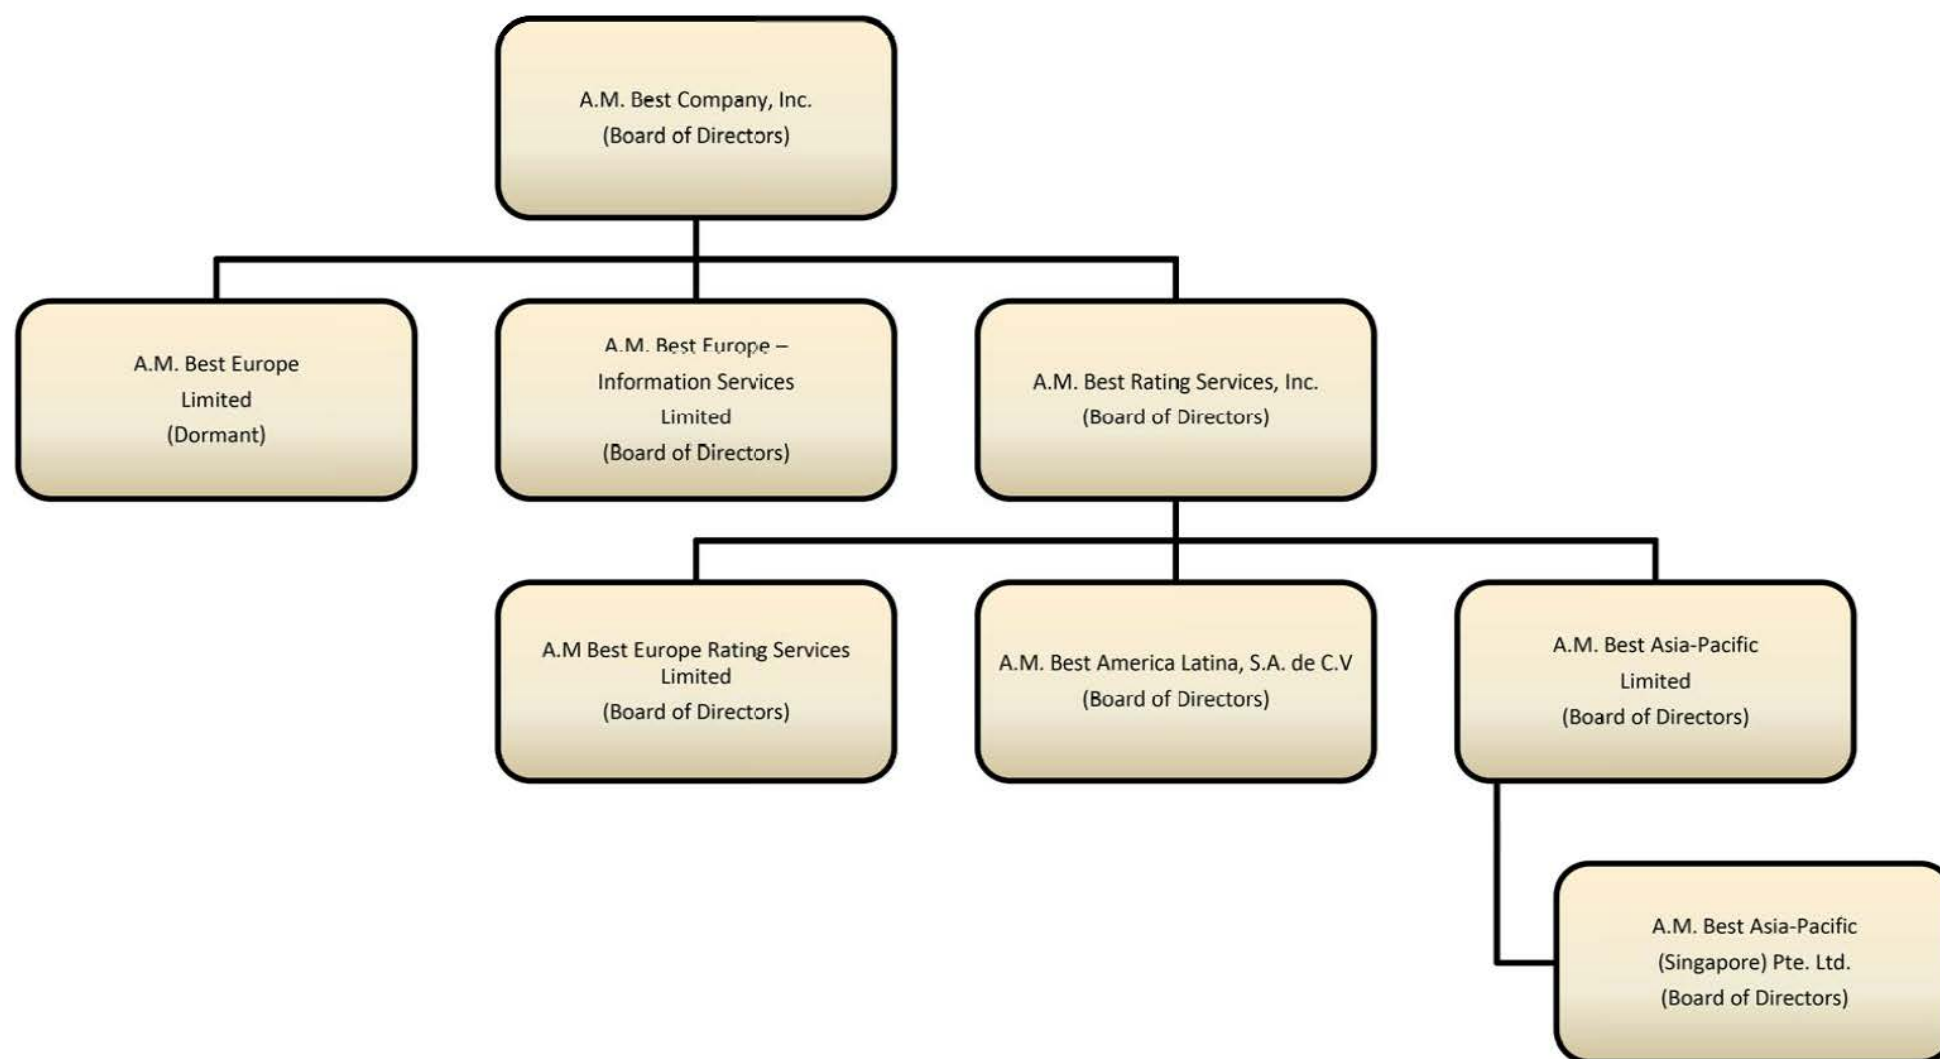 A.M. Best Company, Inc.
(Board of Directors)
A.M. Best Europe
Limited
(Dormant)
A.M. Best Europe –
Information Services
Limited
(Board of Directors)
A.M. Best Rating Services, Inc.
(Board of Directors)
A.M Best Europe Rating Services
Limited
(Board of Directors)
A.M. Best America Latina, S.A. de C.V
(Board of Directors)
A.M. Best Asia-Pacific
Limited
(Board of Directors)
A.M. Best Asia-Pacific
(Singapore) Pte. Ltd.
(Board of Directors)